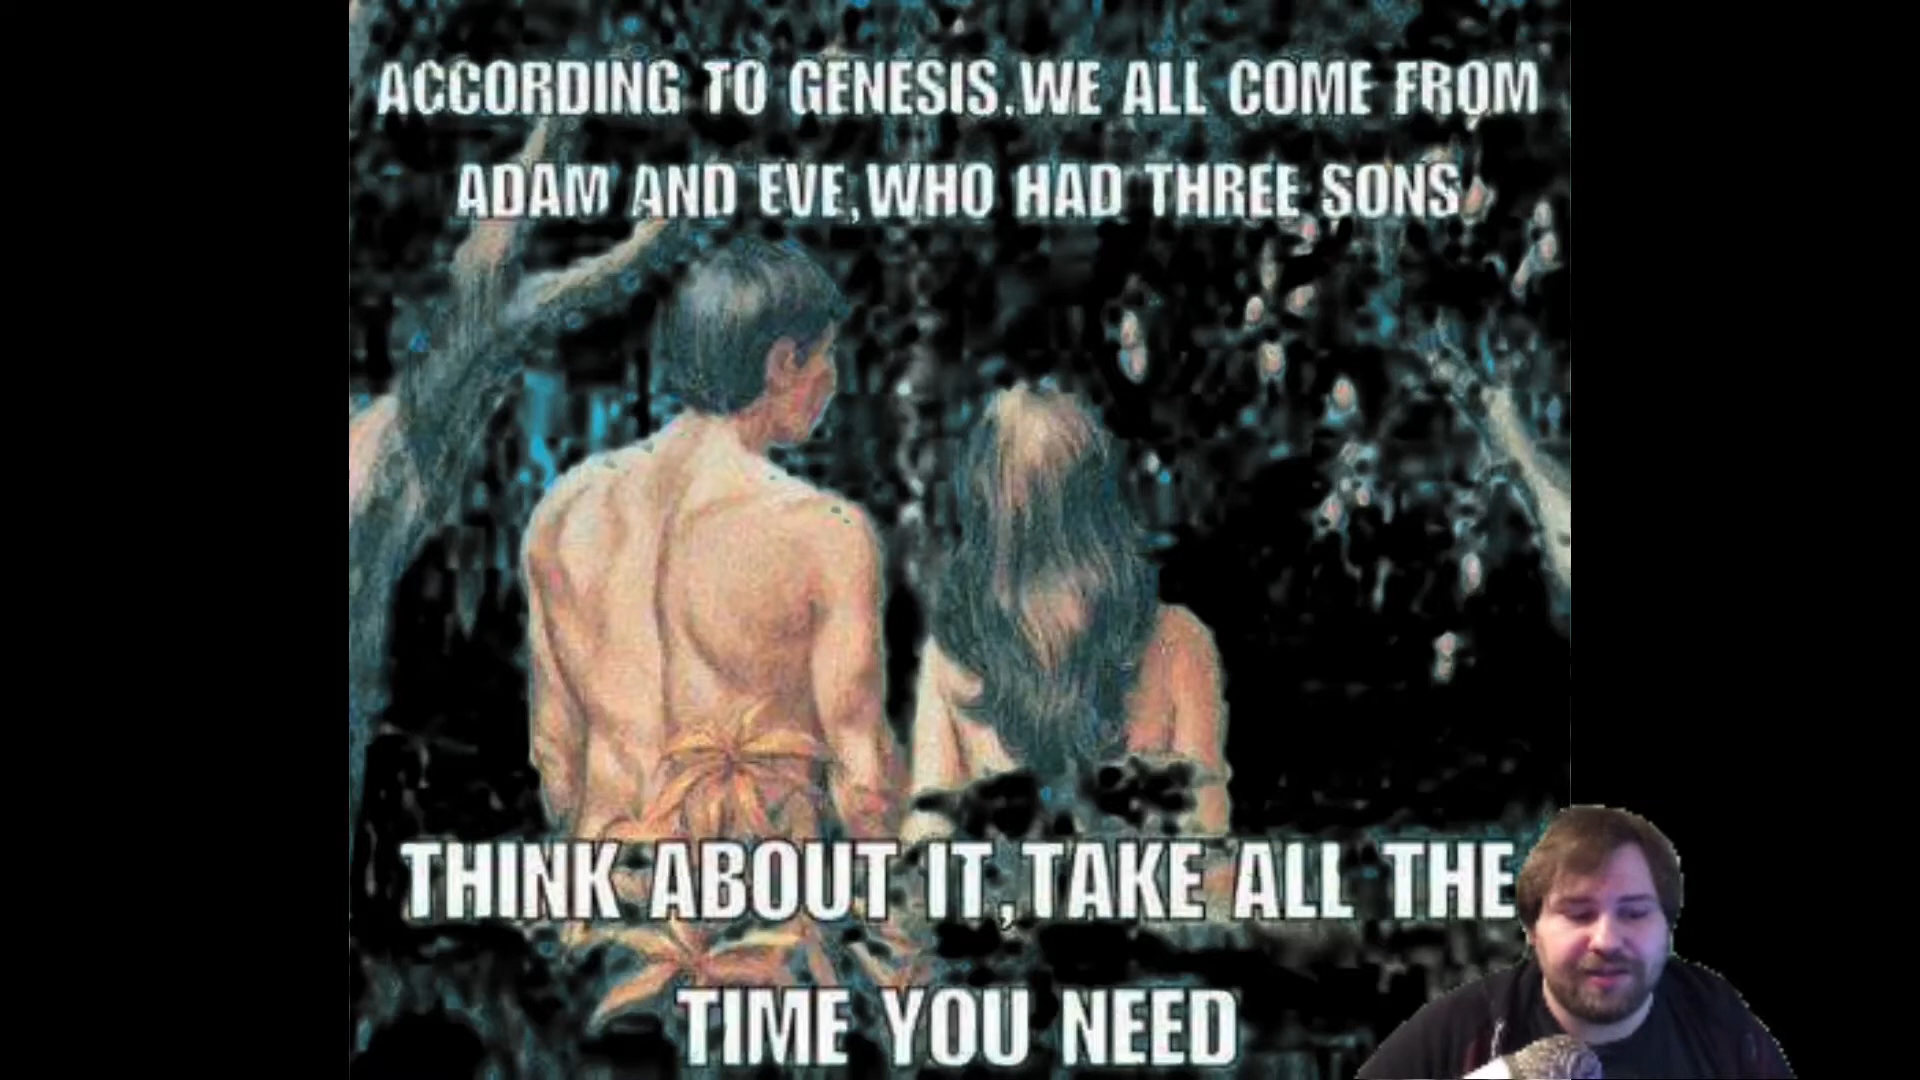 ACCORDING TO GENESIS,WE ALL COME FROM
ADAM AND EVE,WHO HAD THREE SONS
THINK ABOUT IT,TAKE ALL THE
TIME YOU NEED